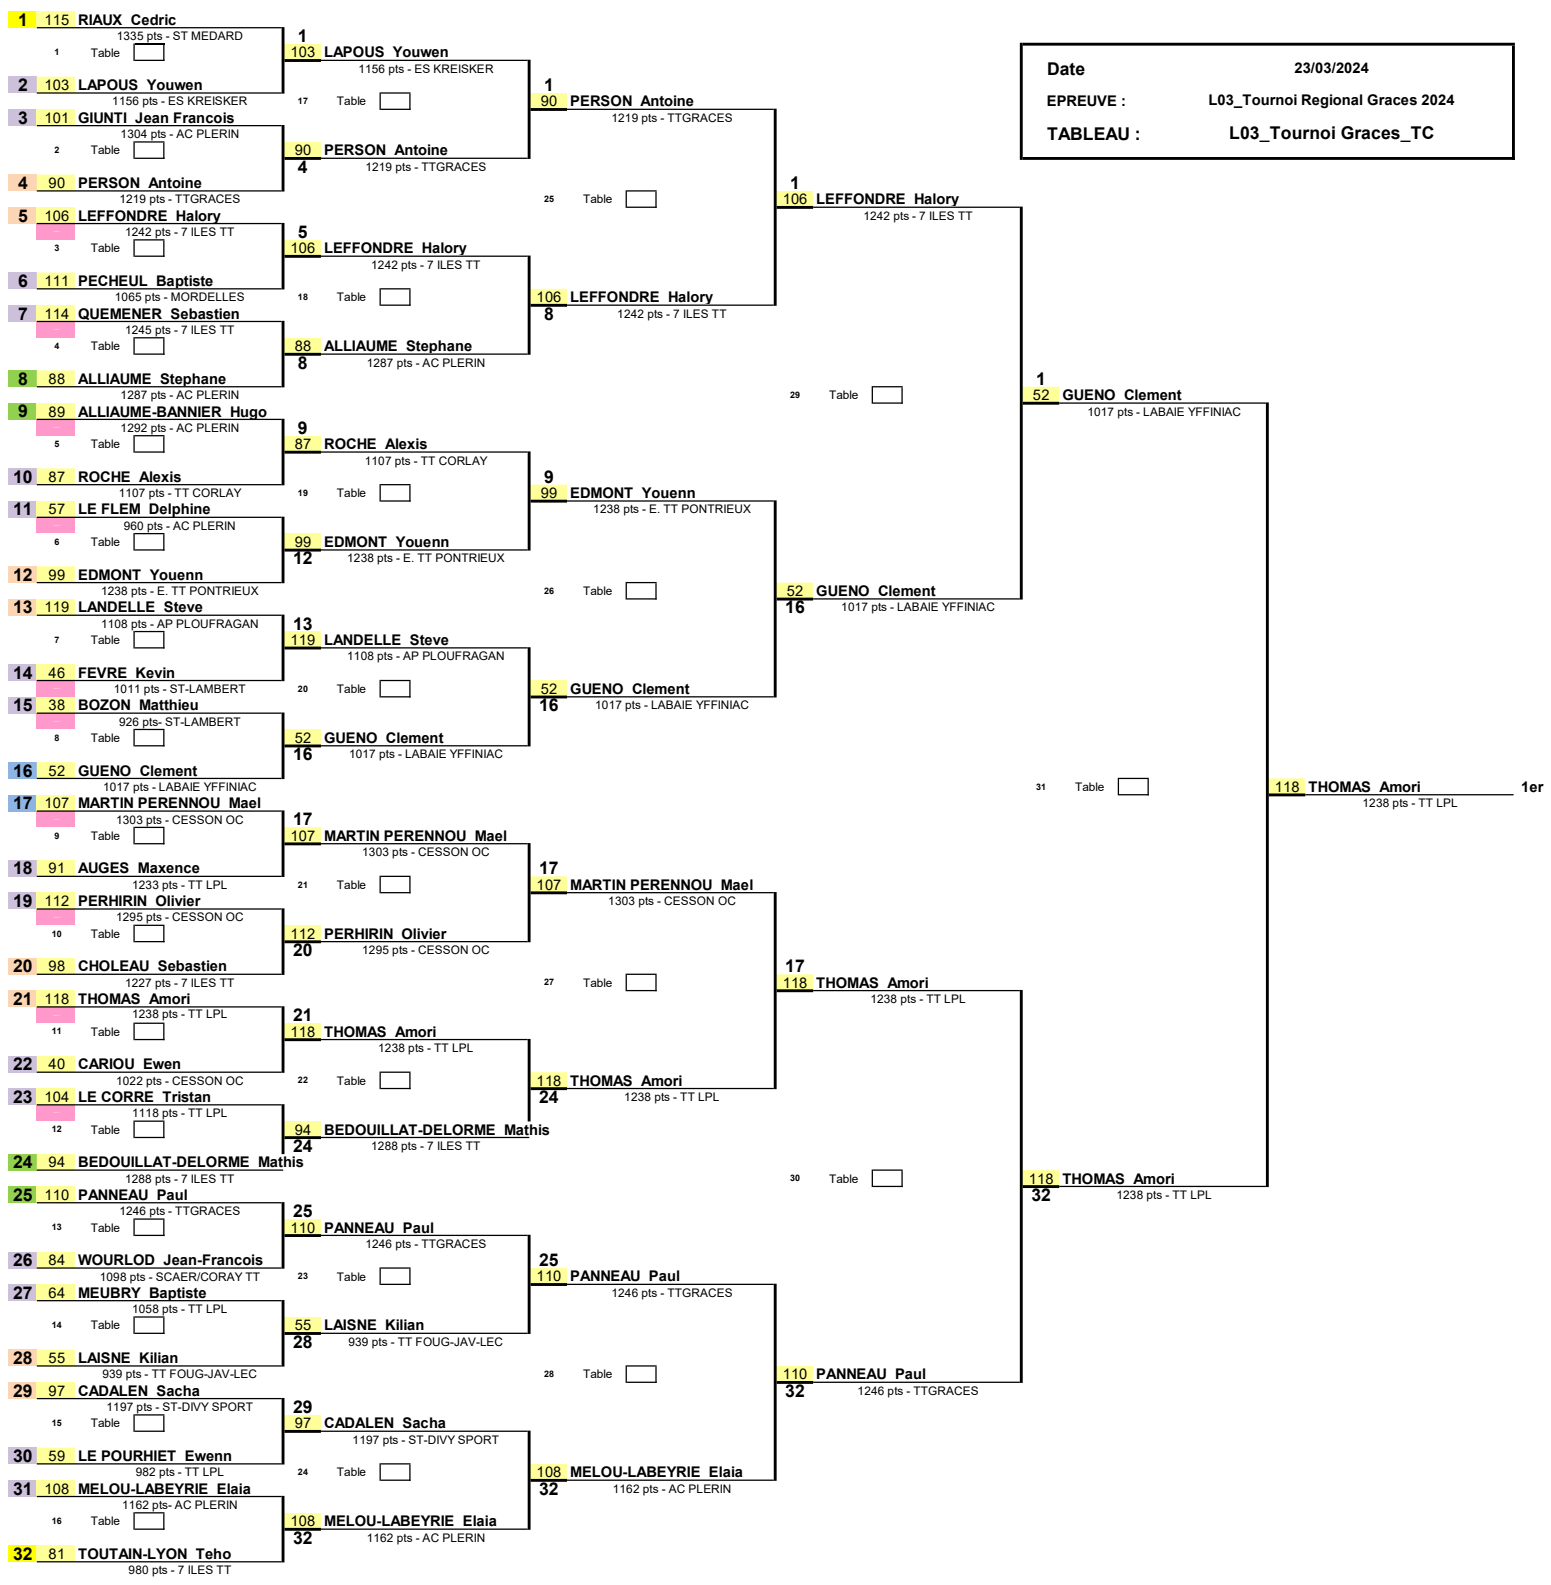 Date 23/03/2024
EPREUVE : L03_Tournoi Regional Graces 2024
TABLEAU : L03_Tournoi Graces_TC
1 115 RIAUX Cedric
1335 pts - ST MEDARD
1 Table
2 103 LAPOUS Youwen
1156 pts - ES KREISKER
3 101 GIUNTI Jean Francois
1304 pts - AC PLERIN
2 Table
4 90 PERSON Antoine
1219 pts - TTGRACES
5 106 LEFFONDRE Halory
1242 pts - 7 ILES TT
3 Table
6 111 PECHEUL Baptiste
1065 pts - MORDELLES
7 114 QUEMENER Sebastien
1245 pts - 7 ILES TT
4 Table
8 88 ALLIAUME Stephane
1287 pts - AC PLERIN
9 89 ALLIAUME-BANNIER Hugo
1292 pts - AC PLERIN
5 Table
10 87 ROCHE Alexis
1107 pts - TT CORLAY
11 57 LE FLEM Delphine
960 pts - AC PLERIN
6 Table
12 99 EDMONT Youenn
1238 pts - E. TT PONTRIEUX
13 119 LANDELLE Steve
1108 pts - AP PLOUFRAGAN
7 Table
14 46 FEVRE Kevin
1011 pts - ST-LAMBERT
15 38 BOZON Matthieu
926 pts- ST-LAMBERT
8 Table
16 52 GUENO Clement
1017 pts - LABAIE YFFINIAC
17 107 MARTIN PERENNOU Mael
1303 pts - CESSON OC
9 Table
18 91 AUGES Maxence
1233 pts - TT LPL
19 112 PERHIRIN Olivier
1295 pts - CESSON OC
10 Table
20 98 CHOLEAU Sebastien
1227 pts - 7 ILES TT
21 118 THOMAS Amori
1238 pts - TT LPL
11 Table
22 40 CARIOU Ewen
1022 pts - CESSON OC
23 104 LE CORRE Tristan
1118 pts - TT LPL
12 Table
24 94 BEDOUILLAT-DELORME Mathis
1288 pts - 7 ILES TT
25 110 PANNEAU Paul
1246 pts - TTGRACES
13 Table
26 84 WOURLOD Jean-Francois
1098 pts - SCAER/CORAY TT
27 64 MEUBRY Baptiste
1058 pts - TT LPL
14 Table
28 55 LAISNE Kilian
939 pts - TT FOUG-JAV-LEC
29 97 CADALEN Sacha
1197 pts - ST-DIVY SPORT
15 Table
30 59 LE POURHIET Ewenn
982 pts - TT LPL
31 108 MELOU-LABEYRIE Elaia
1162 pts- AC PLERIN
16 Table
32 81 TOUTAIN-LYON Teho
980 pts - 7 ILES TT
1
103 LAPOUS Youwen
1156 pts - ES KREISKER
17 Table
90 PERSON Antoine
4
1219 pts - TTGRACES
5
106 LEFFONDRE Halory
1242 pts - 7 ILES TT
18 Table
88 ALLIAUME Stephane
8
1287 pts - AC PLERIN
9
87 ROCHE Alexis
1107 pts - TT CORLAY
19 Table
99 EDMONT Youenn
12
1238 pts - E. TT PONTRIEUX
13
119 LANDELLE Steve
1108 pts - AP PLOUFRAGAN
20 Table
52 GUENO Clement
16
1017 pts - LABAIE YFFINIAC
17
107 MARTIN PERENNOU Mael
1303 pts - CESSON OC
21 Table
112 PERHIRIN Olivier
20
1295 pts - CESSON OC
21
118 THOMAS Amori
1238 pts - TT LPL
22 Table
94 BEDOUILLAT-DELORME Mathis
24
1288 pts - 7 ILES TT
25
110 PANNEAU Paul
1246 pts - TTGRACES
23 Table
55 LAISNE Kilian
28
939 pts - TT FOUG-JAV-LEC
29
97 CADALEN Sacha
1197 pts - ST-DIVY SPORT
24 Table
108 MELOU-LABEYRIE Elaia
32
1162 pts - AC PLERIN
1
90 PERSON Antoine
1219 pts - TTGRACES
25 Table
106 LEFFONDRE Halory
8
1242 pts - 7 ILES TT
9
99 EDMONT Youenn
1238 pts - E. TT PONTRIEUX
26 Table
52 GUENO Clement
16
1017 pts - LABAIE YFFINIAC
17
107 MARTIN PERENNOU Mael
1303 pts - CESSON OC
27 Table
118 THOMAS Amori
24
1238 pts - TT LPL
25
110 PANNEAU Paul
1246 pts - TTGRACES
28 Table
108 MELOU-LABEYRIE Elaia
32
1162 pts - AC PLERIN
1
106 LEFFONDRE Halory
1242 pts - 7 ILES TT
29 Table
52 GUENO Clement
16
1017 pts - LABAIE YFFINIAC
17
118 THOMAS Amori
1238 pts - TT LPL
30 Table
110 PANNEAU Paul
32
1246 pts - TTGRACES
1
52 GUENO Clement
1017 pts - LABAIE YFFINIAC
31 Table
118 THOMAS Amori
32
1238 pts - TT LPL
118 THOMAS Amori 1er
1238 pts - TT LPL